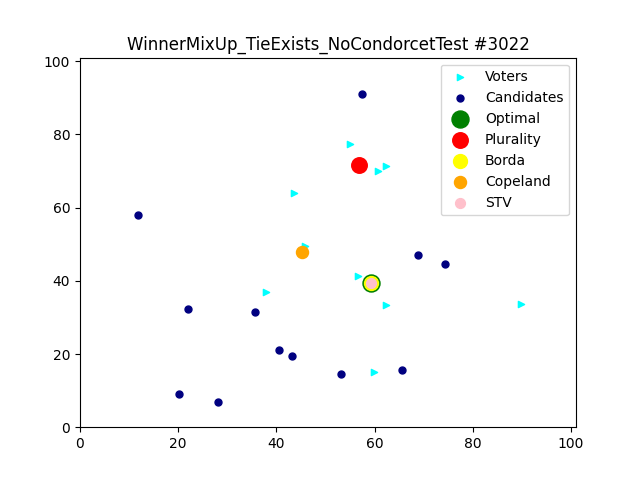 WinnerMixUp_TieExists_NoCondorcetTest #3022
Voters
Candidates
Optimal
Plurality
Borda
Copeland
STV
100
80
60
40
20
0
0 20 40 60 80 100